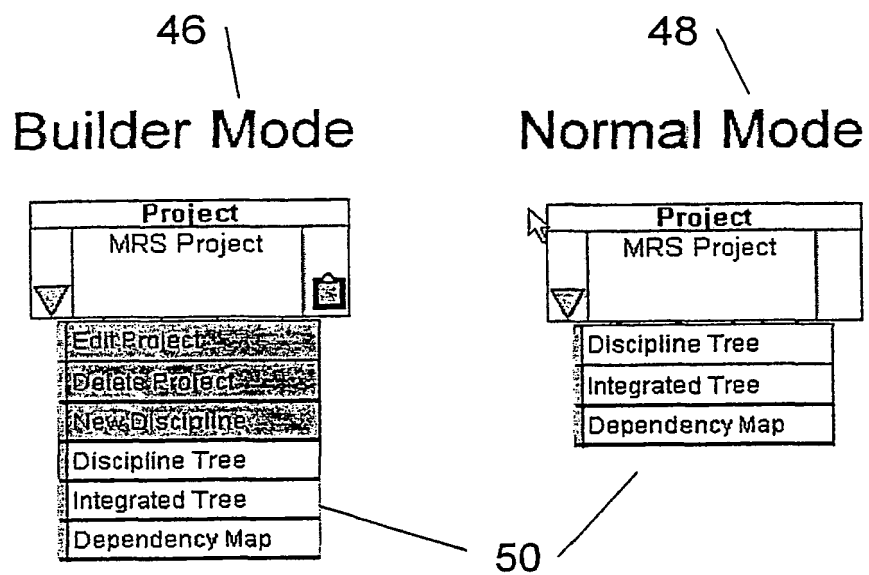 46
48
Builder Mode
Normal Mode
Project
MRS Project
Edit Project
Delete Project
New Discipline
Discipline Tree
Integrated Tree
Dependency Map
Project
MRS Project
Discipline Tree
Integrated Tree
Dependency Map
50